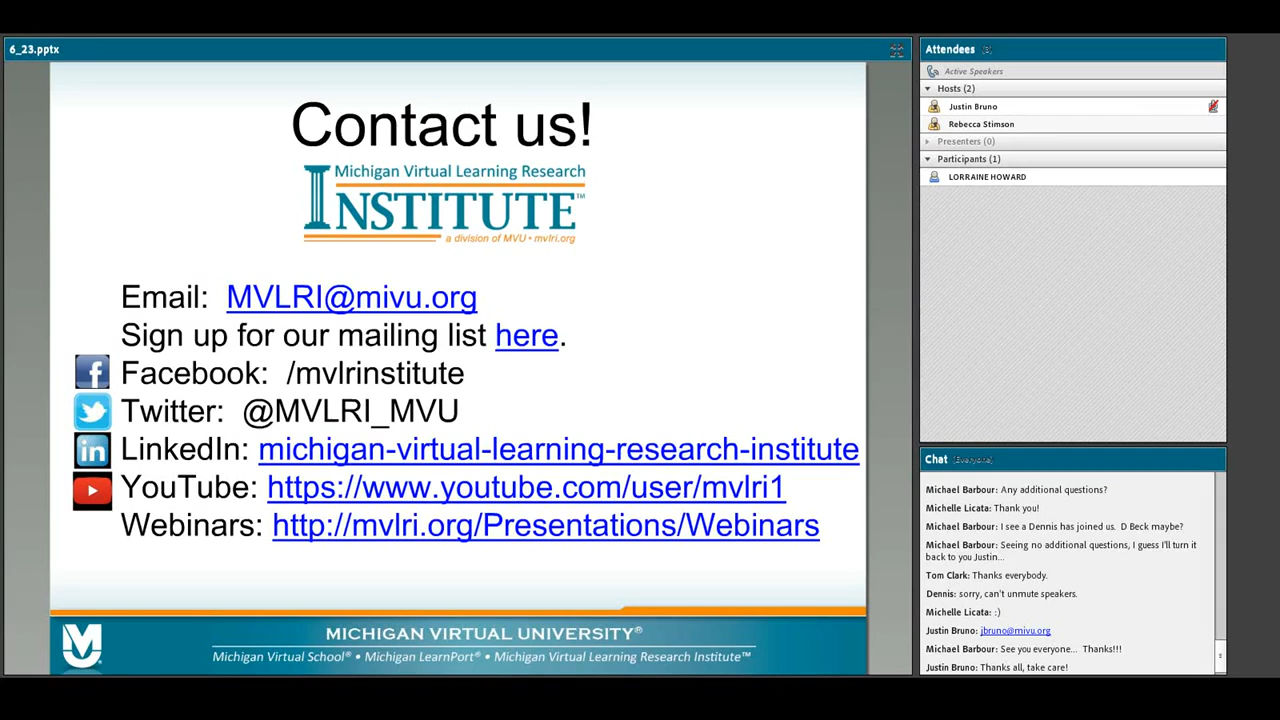 6_23.pptx
Contact us!
Michigan Virtual Learning Research
INSTITUTE™
a division of MVU • mvlri.org
Email: MVLRI@mivu.org
Sign up for our mailing list here.
Facebook: /mvlrinstitute
Twitter: @MVLRI_MVU
LinkedIn: michigan-virtual-learning-research-institute
YouTube: https://www.youtube.com/user/mvlri1
Webinars: http://mvlri.org/Presentations/Webinars
MICHIGAN VIRTUAL UNIVERSITY®
Michigan Virtual School® • Michigan LearnPort® • Michigan Virtual Learning Research Institute™
Attendees (3)
Active Speakers
Hosts (2)
Justin Bruno
Rebecca Stimson
Presenters (0)
Participants (1)
LORRAINE HOWARD
Chat (Everyone)
Michael Barbour: Any additional questions?
Michelle Licata: Thank you!
Michael Barbour: I see a Dennis has joined us. D Beck maybe?
Michael Barbour: Seeing no additional questions, I guess I'll turn it
back to you Justin...
Tom Clark: Thanks everybody.
Dennis: sorry, can't unmute speakers.
Michelle Licata: :)
Justin Bruno: jbruno@mivu.org
Michael Barbour: See you everyone... Thanks!!!
Justin Bruno: Thanks all, take care!